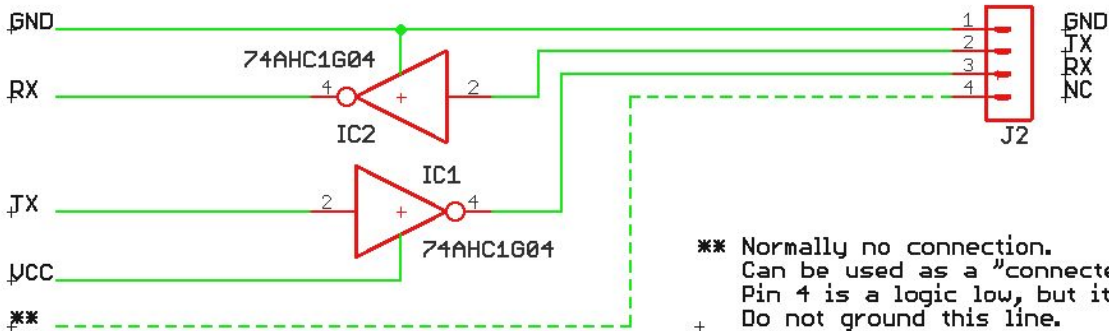 GND
1
GND
74AHC1G04
2
TX
3
RX
RX
4
2
4
NC
IC2
J2
IC1
TX
2
4
74AHC1G04
VCC
** Normally no connection.
Can be used as a "connecte
Pin 4 is a logic low, but it
** Do not ground this line.